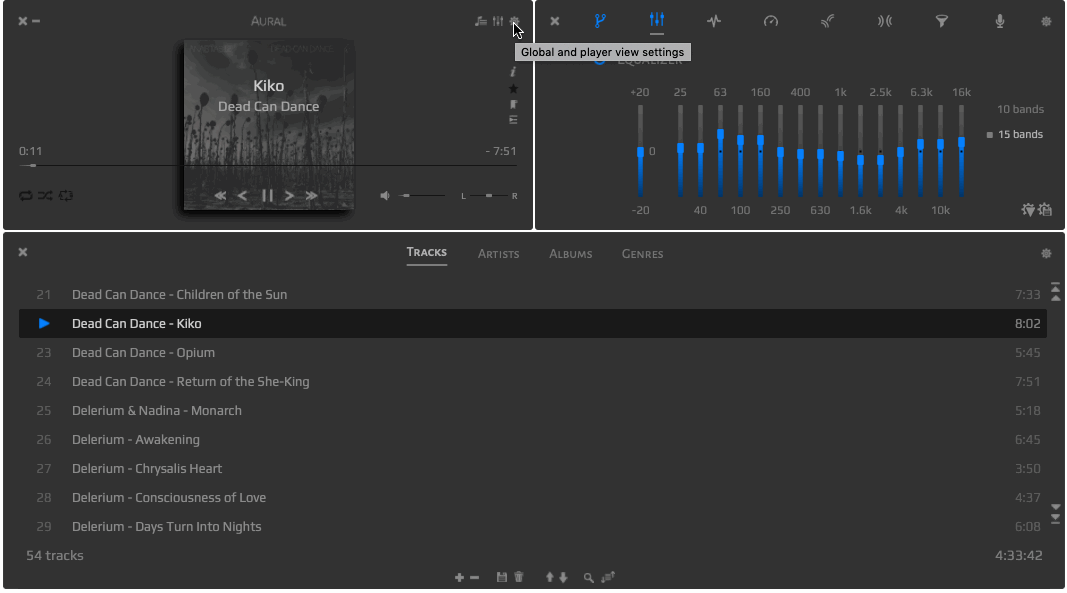 Aural
Global and player view settings
Kiko
Dead Can Dance
0:11
- 7:51
L
R
EQUALIZER
+20 25 63 160 400 1k 2.5k 6.3k 16k
0
-20 40 100 250 630 1.6k 4k 10k
10 bands
15 bands
Tracks Artists Albums Genres
21 Dead Can Dance - Children of the Sun 7:33
Dead Can Dance - Kiko 8:02
23 Dead Can Dance - Opium 5:45
24 Dead Can Dance - Return of the She-King 7:51
25 Delerium & Nadina - Monarch 5:18
26 Delerium - Awakening 6:45
27 Delerium - Chrysalis Heart 3:50
28 Delerium - Consciousness of Love 4:37
29 Delerium - Days Turn Into Nights 6:08
54 tracks 4:33:42